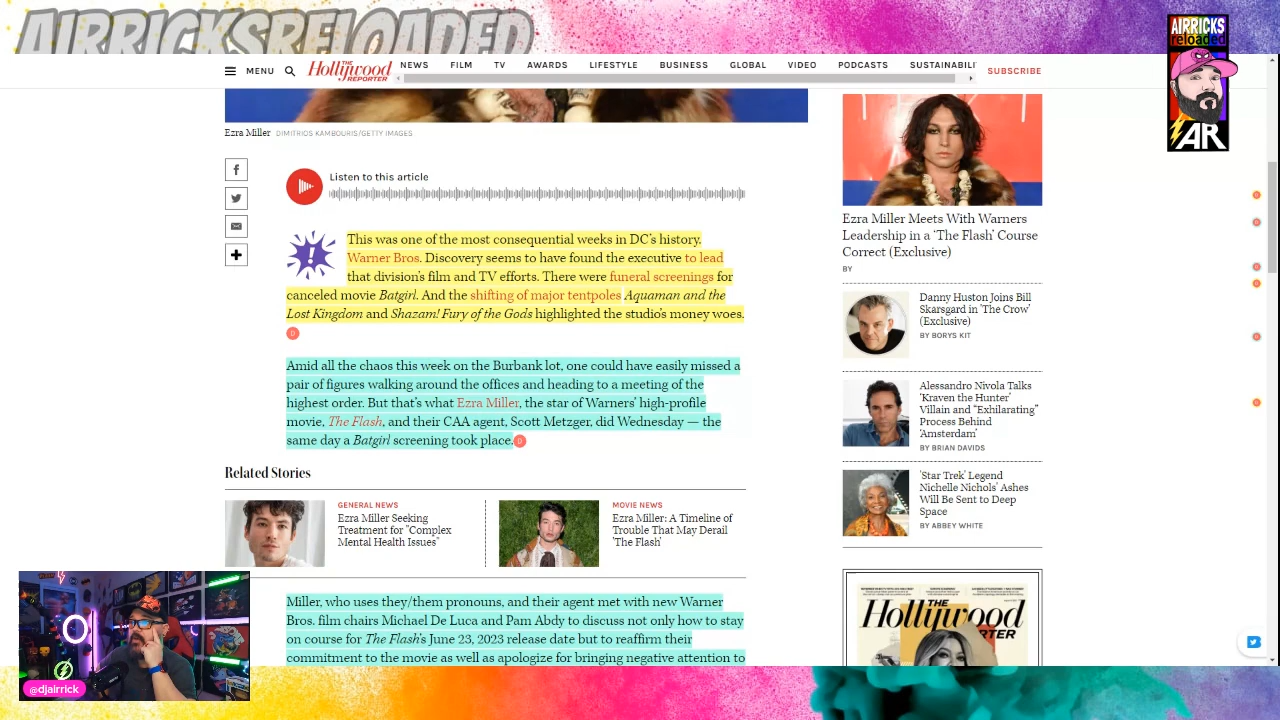 AIRRICKSRELOADED
AIRRICKS
reloaded
AR
MENU
THE
Hollywood
REPORTER
NEWS FILM TV AWARDS LIFESTYLE BUSINESS GLOBAL VIDEO PODCASTS SUSTAINABILI
SUBSCRIBE
Ezra Miller DIMITRIOS KAMBOURIS/GETTY IMAGES
Listen to this article
This was one of the most consequential weeks in DC's history.
Warner Bros. Discovery seems to have found the executive to lead
that division's film and TV efforts. There were funeral screenings for
canceled movie Batgirl. And the shifting of major tentpoles Aquaman and the
Lost Kingdom and Shazam! Fury of the Gods highlighted the studio's money woes.
0
Amid all the chaos this week on the Burbank lot, one could have easily missed a
pair of figures walking around the offices and heading to a meeting of the
highest order. But that's what Ezra Miller, the star of Warners' high-profile
movie, The Flash, and their CAA agent, Scott Metzger, did Wednesday — the
same day a Batgirl screening took place. 0
Related Stories
GENERAL NEWS
Ezra Miller Seeking
Treatment for "Complex
Mental Health Issues"
MOVIE NEWS
Ezra Miller: A Timeline of
Trouble That May Derail
'The Flash'
, who uses they/them pronouns, and their agent met with new Warner
Bros. film chairs Michael De Luca and Pam Abdy to discuss not only how to stay
on course for The Flash's June 23, 2023 release date but to reaffirm their
commitment to the movie as well as apologize for bringing negative attention to
Ezra Miller Meets With Warners
Leadership in a 'The Flash' Course
Correct (Exclusive)
BY
Danny Huston Joins Bill
Skarsgard in 'The Crow'
(Exclusive)
BY BORYS KIT
Alessandro Nivola Talks
'Kraven the Hunter'
Villain and "Exhilarating"
Process Behind
'Amsterdam'
BY BRIAN DAVIDS
'Star Trek' Legend
Nichelle Nichols' Ashes
Will Be Sent to Deep
Space
BY ABBEY WHITE
THE
Hollywood
RTER
@djairrick